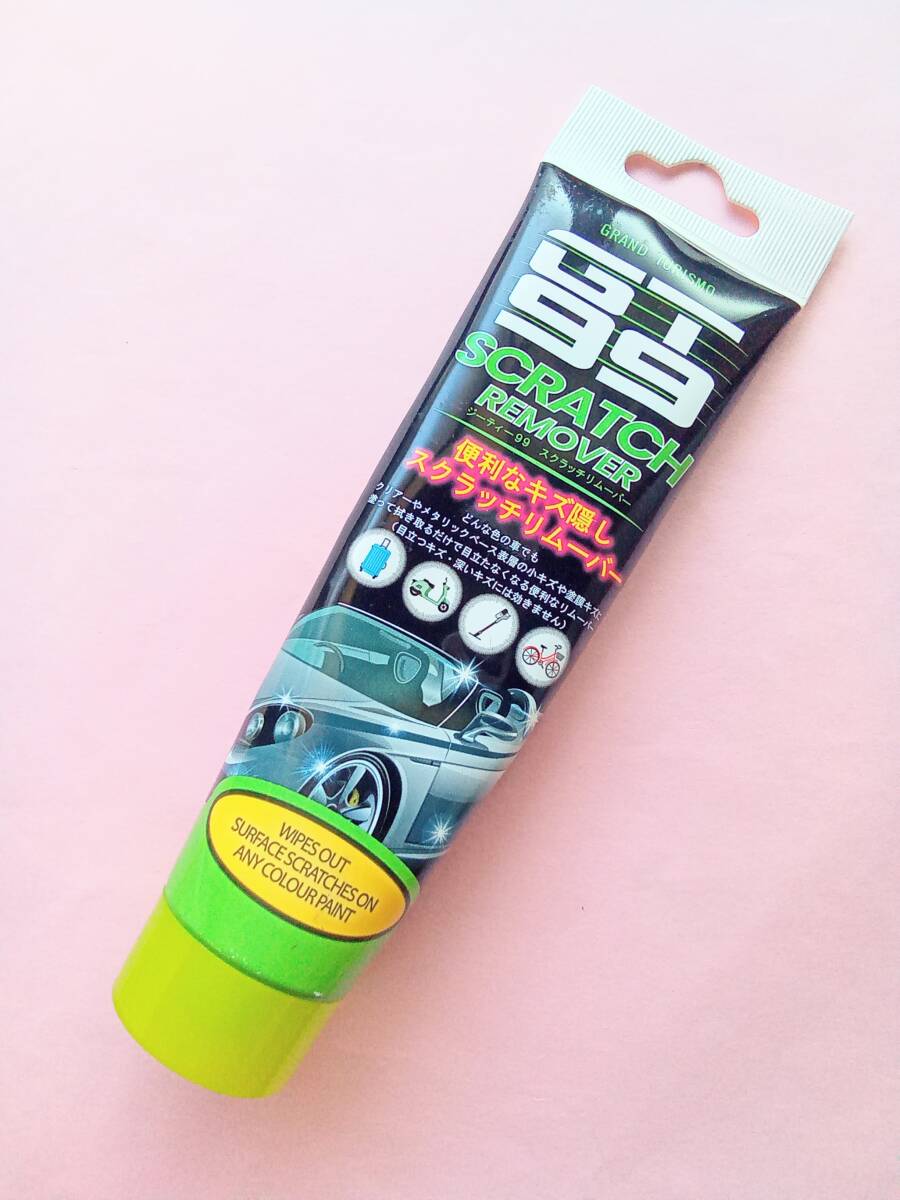 GRAND TURISMO
GT
99
SCRATCH
REMOVER
ジーティー99 スクラッチリムーバー
便利なキズ隠し
スクラッチリムーバー
どんな色の車でも
クリアーやメタリックベース表層の小キズや塗膜キズに
塗って拭き取るだけで目立たなくなる便利なリムーバー
(目立つキズ・深いキズには効きません)
WIPES OUT
SURFACE SCRATCHES ON
ANY COLOUR PAINT